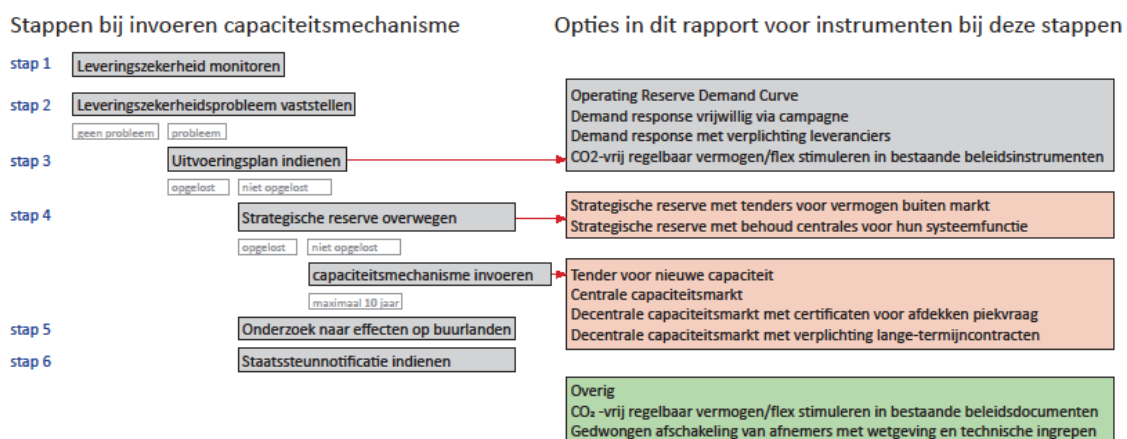 Stappen bij invoeren capaciteitsmechanisme
Opties in dit rapport voor instrumenten bij deze stappen
stap 1
Leveringszekerheid monitoren
stap 2
Leveringszekerheidsprobleem vaststellen
geen probleem
probleem
stap 3
Uitvoeringsplan indienen
opgelost
niet opgelost
Operating Reserve Demand Curve
Demand response vrijwillig via campagne
Demand response met verplichting leveranciers
CO2-vrij regelbaar vermogen/flex stimuleren in bestaande beleidsinstrumenten
stap 4
Strategische reserve overwegen
opgelost
niet opgelost
Strategische reserve met tenders voor vermogen buiten markt
Strategische reserve met behoud centrales voor hun systeemfunctie
capaciteitsmechanisme invoeren
maximaal 10 jaar
Tender voor nieuwe capaciteit
Centrale capaciteitsmarkt
Decentrale capaciteitsmarkt met certificaten voor afdekken piekvraag
Decentrale capaciteitsmarkt met verplichting lange-termijncontracten
stap 5
Onderzoek naar effecten op buurlanden
stap 6
Staatssteunnotificatie indienen
Overig
CO₂ -vrij regelbaar vermogen/flex stimuleren in bestaande beleidsdocumenten
Gedwongen afschakeling van afnemers met wetgeving en technische ingrepen